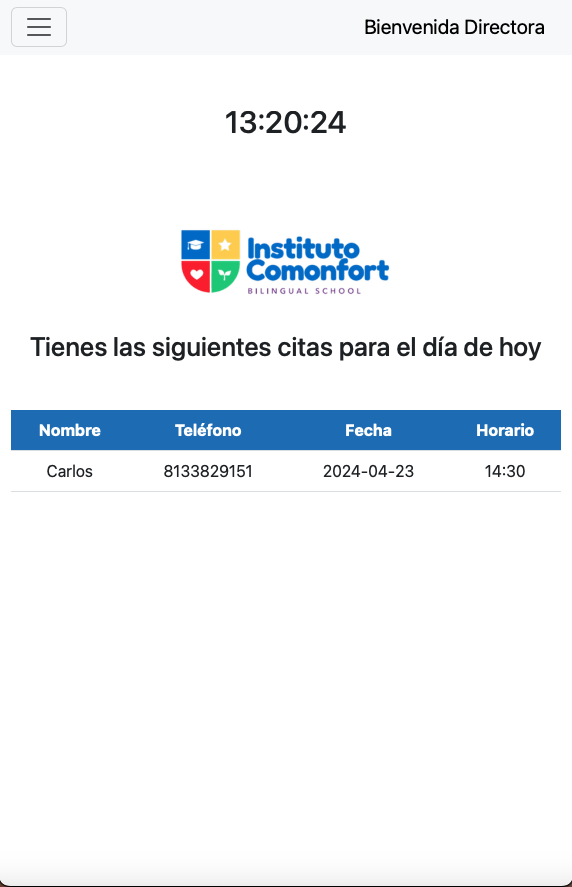 Bienvenida Directora
13:20:24
Instituto
Comonfort
BILINGUAL SCHOOL
Tienes las siguientes citas para el día de hoy
Nombre Teléfono Fecha Horario
Carlos 8133829151 2024-04-23 14:30